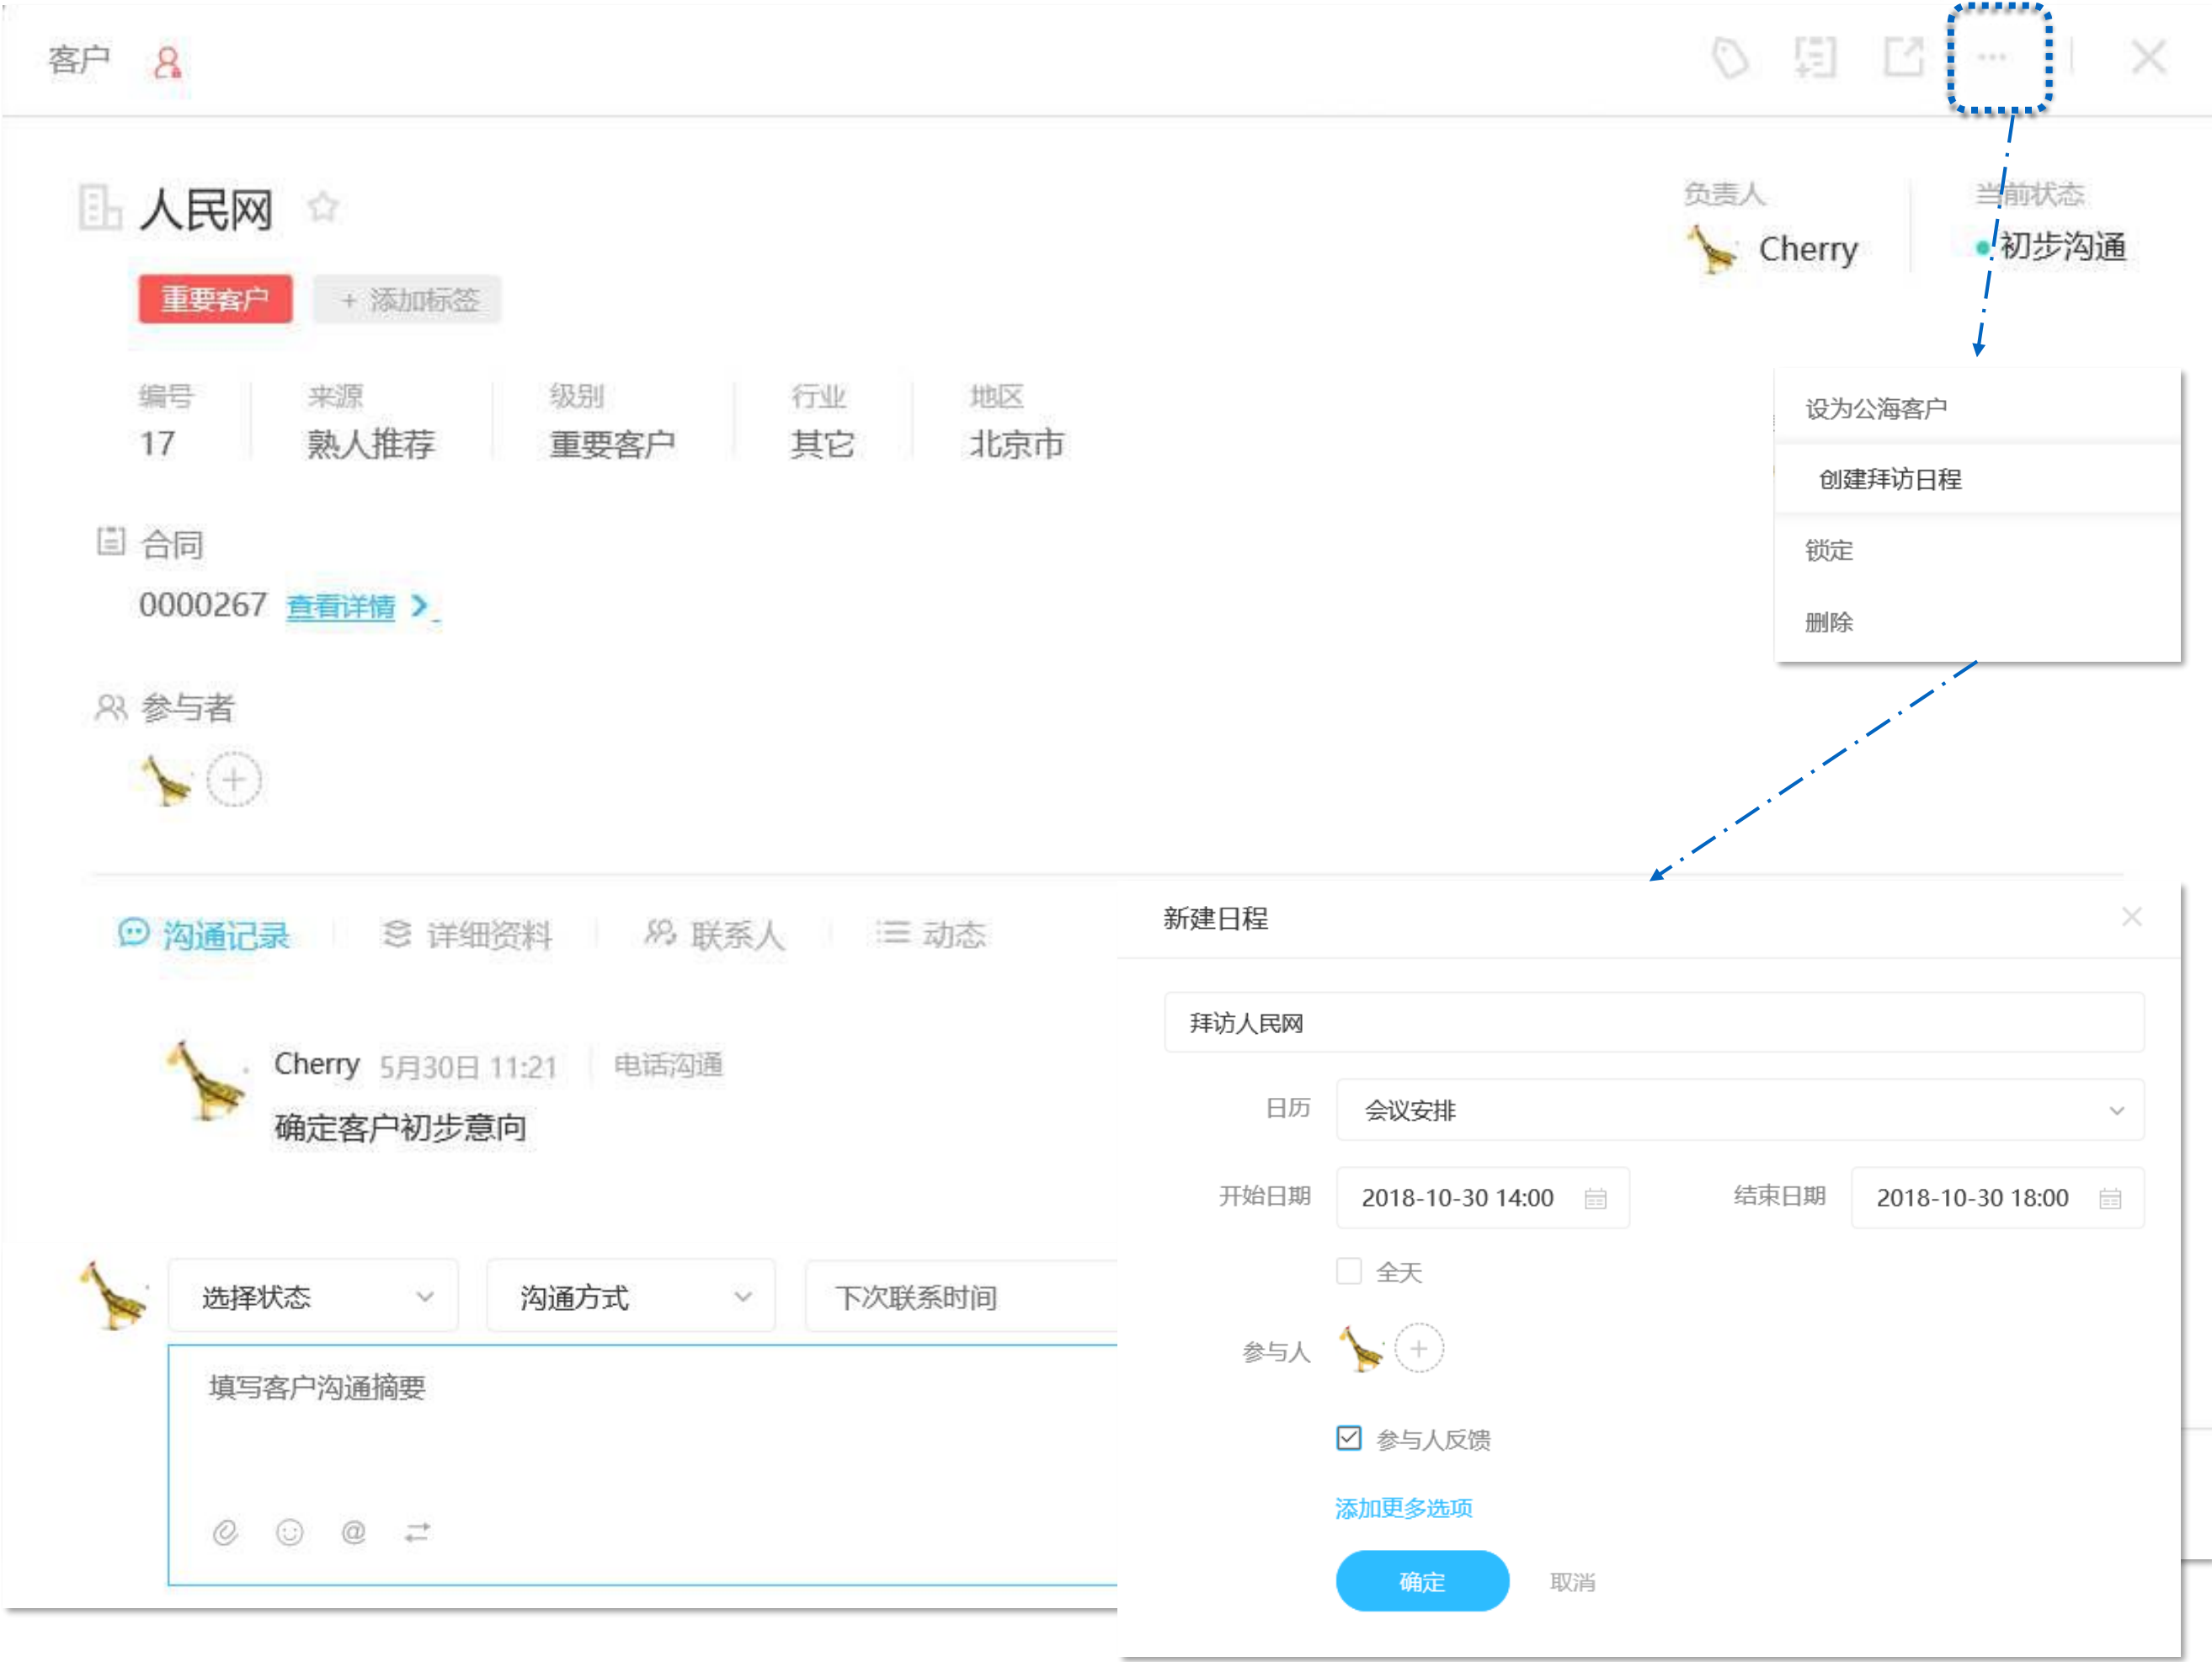 客户
人民网
重要客户 + 添加标签
负责人 当前状态
Cherry 初步沟通
编号 来源 级别 行业 地区
17 熟人推荐 重要客户 其它 北京市
设为公海客户
创建拜访日程
锁定
删除
合同
0000267 查看详情
参与者
沟通记录 详细资料 联系人 动态
Cherry 5月30日 11:21 电话沟通
确定客户初步意向
选择状态 沟通方式 下次联系时间
填写客户沟通摘要
@
新建日程
拜访人民网
日历 会议安排
开始日期 2018-10-30 14:00 结束日期 2018-10-30 18:00
全天
参与人
参与人反馈
添加更多选项
确定 取消